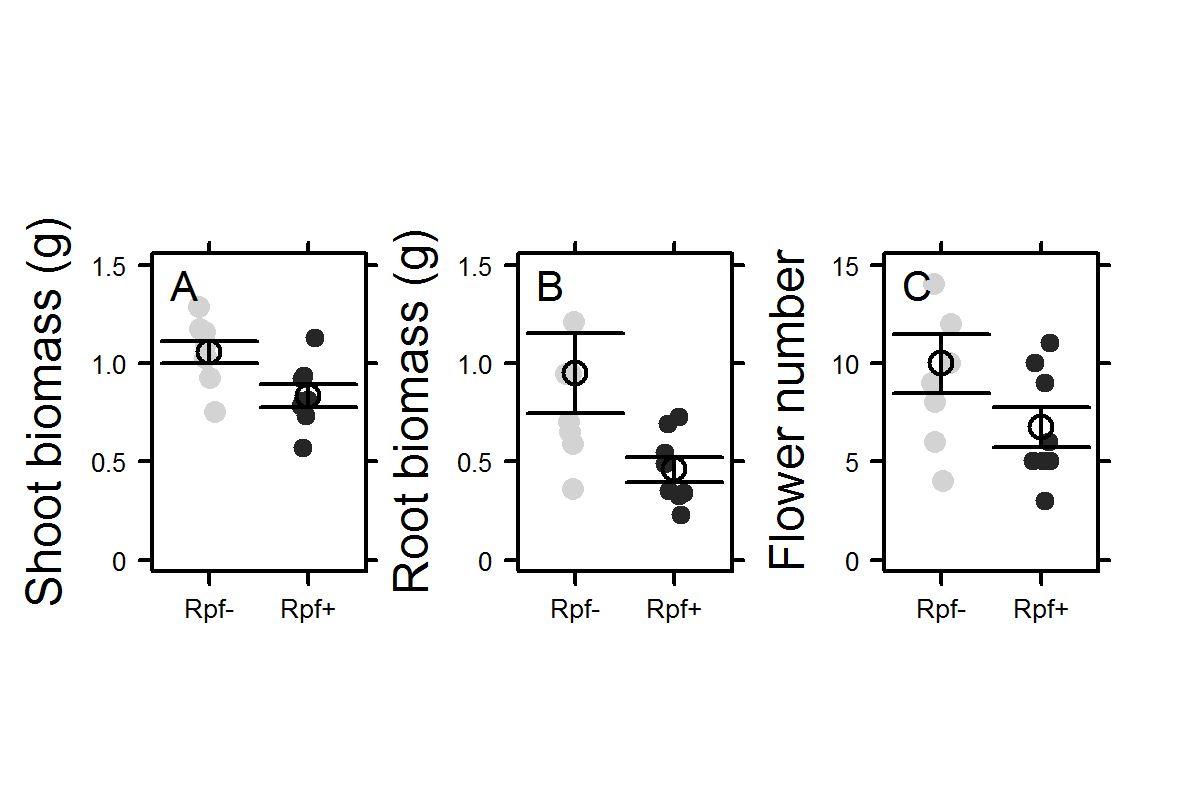 Shoot biomass (g)
1.5
1.0
0.5
0
A
Rpf-
Rpf+
Root biomass (g)
1.5
1.0
0.5
0
B
Rpf-
Rpf+
Flower number
15
10
5
0
C
Rpf-
Rpf+